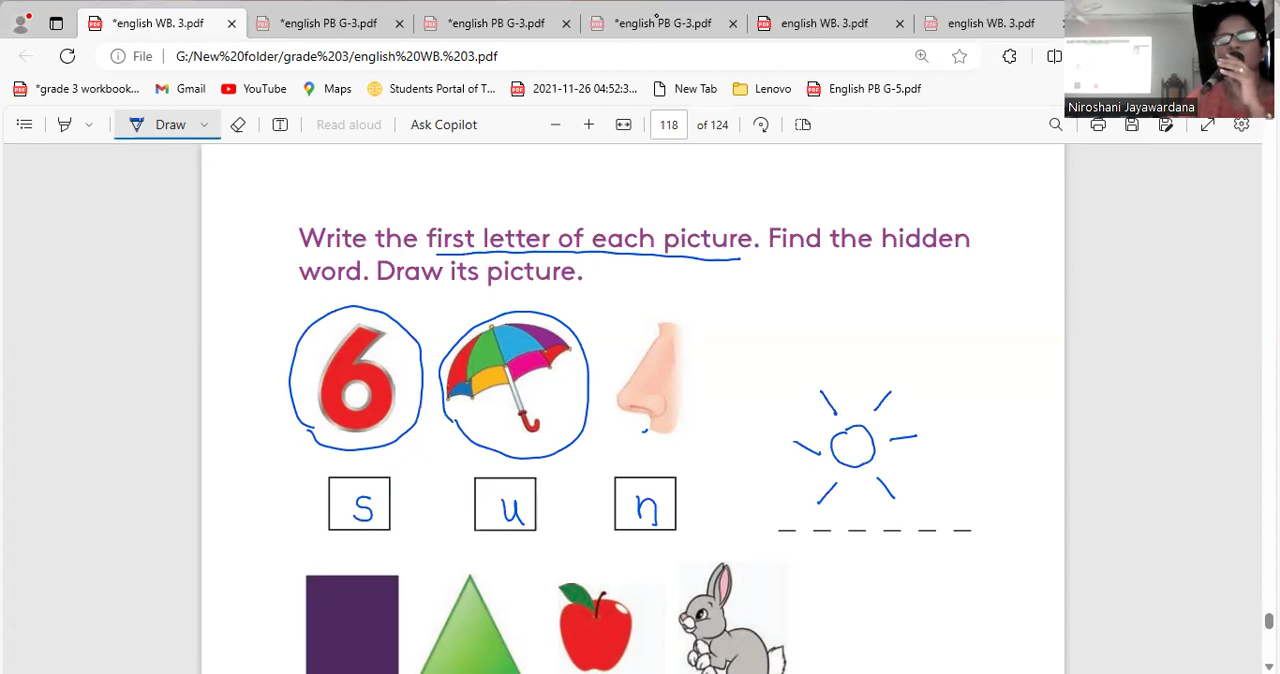 *english WB. 3.pdf
*english PB G-3.pdf
*english PB G-3.pdf
*english PB G-3.pdf
english WB. 3.pdf
english WB. 3.pdf
File
G:/New%20folder/grade%203/english%20WB.%203.pdf
*grade 3 workbook...
Gmail
YouTube
Maps
Students Portal of T...
2021-11-26 04:52:3...
New Tab
Lenovo
English PB G-5.pdf
Niroshani Jayawardana
Draw
Read aloud
Ask Copilot
118 of 124
Write the first letter of each picture. Find the hidden
word. Draw its picture.
6
s u n